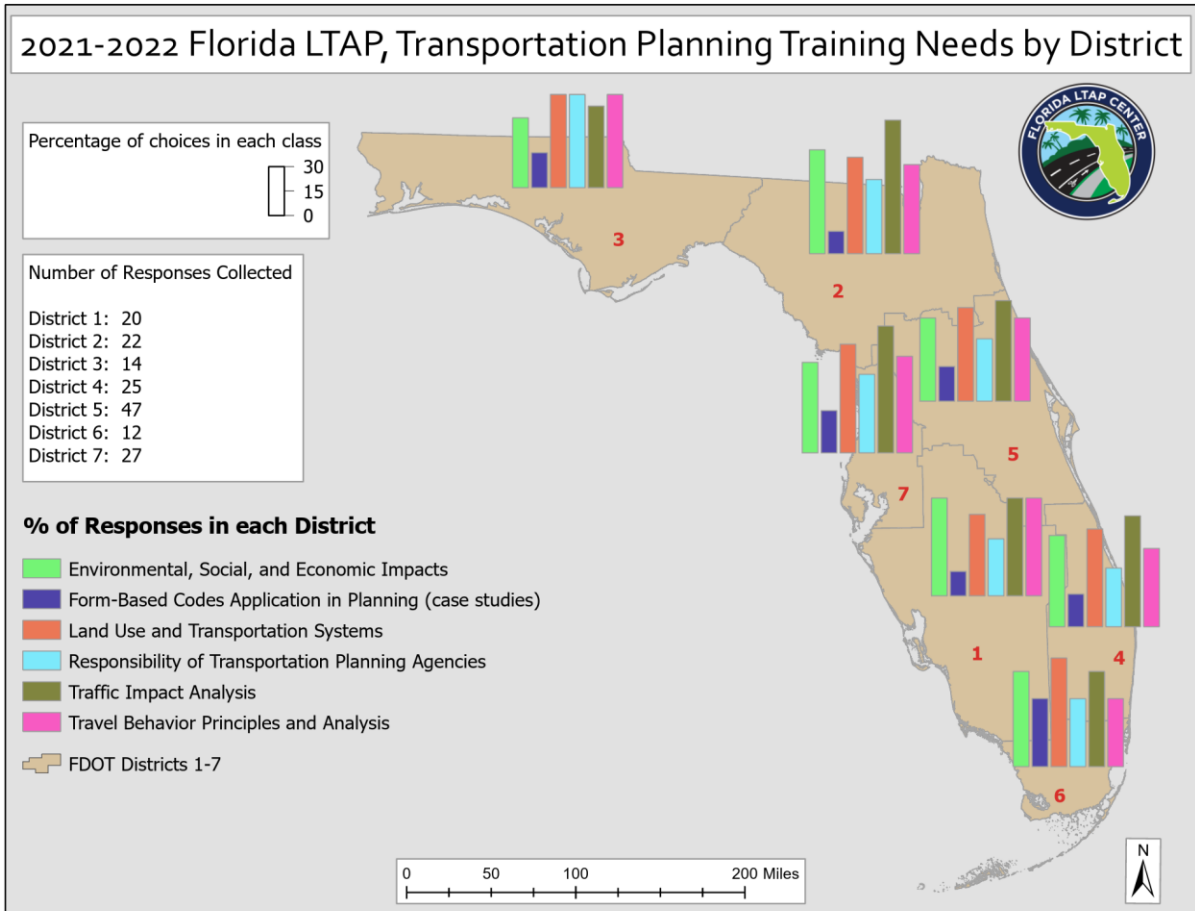 2021-2022 Florida LTAP, Transportation Planning Training Needs by District
FLORIDA LTAP CENTER
Percentage of choices in each class
30
15
0
Number of Responses Collected
District 1: 20
District 2: 22
District 3: 14
District 4: 25
District 5: 47
District 6: 12
District 7: 27
3
2
5
7
1
4
6
% of Responses in each District
Environmental, Social, and Economic Impacts
Form-Based Codes Application in Planning (case studies)
Land Use and Transportation Systems
Responsibility of Transportation Planning Agencies
Traffic Impact Analysis
Travel Behavior Principles and Analysis
FDOT Districts 1-7
0 50 100 200 Miles
N